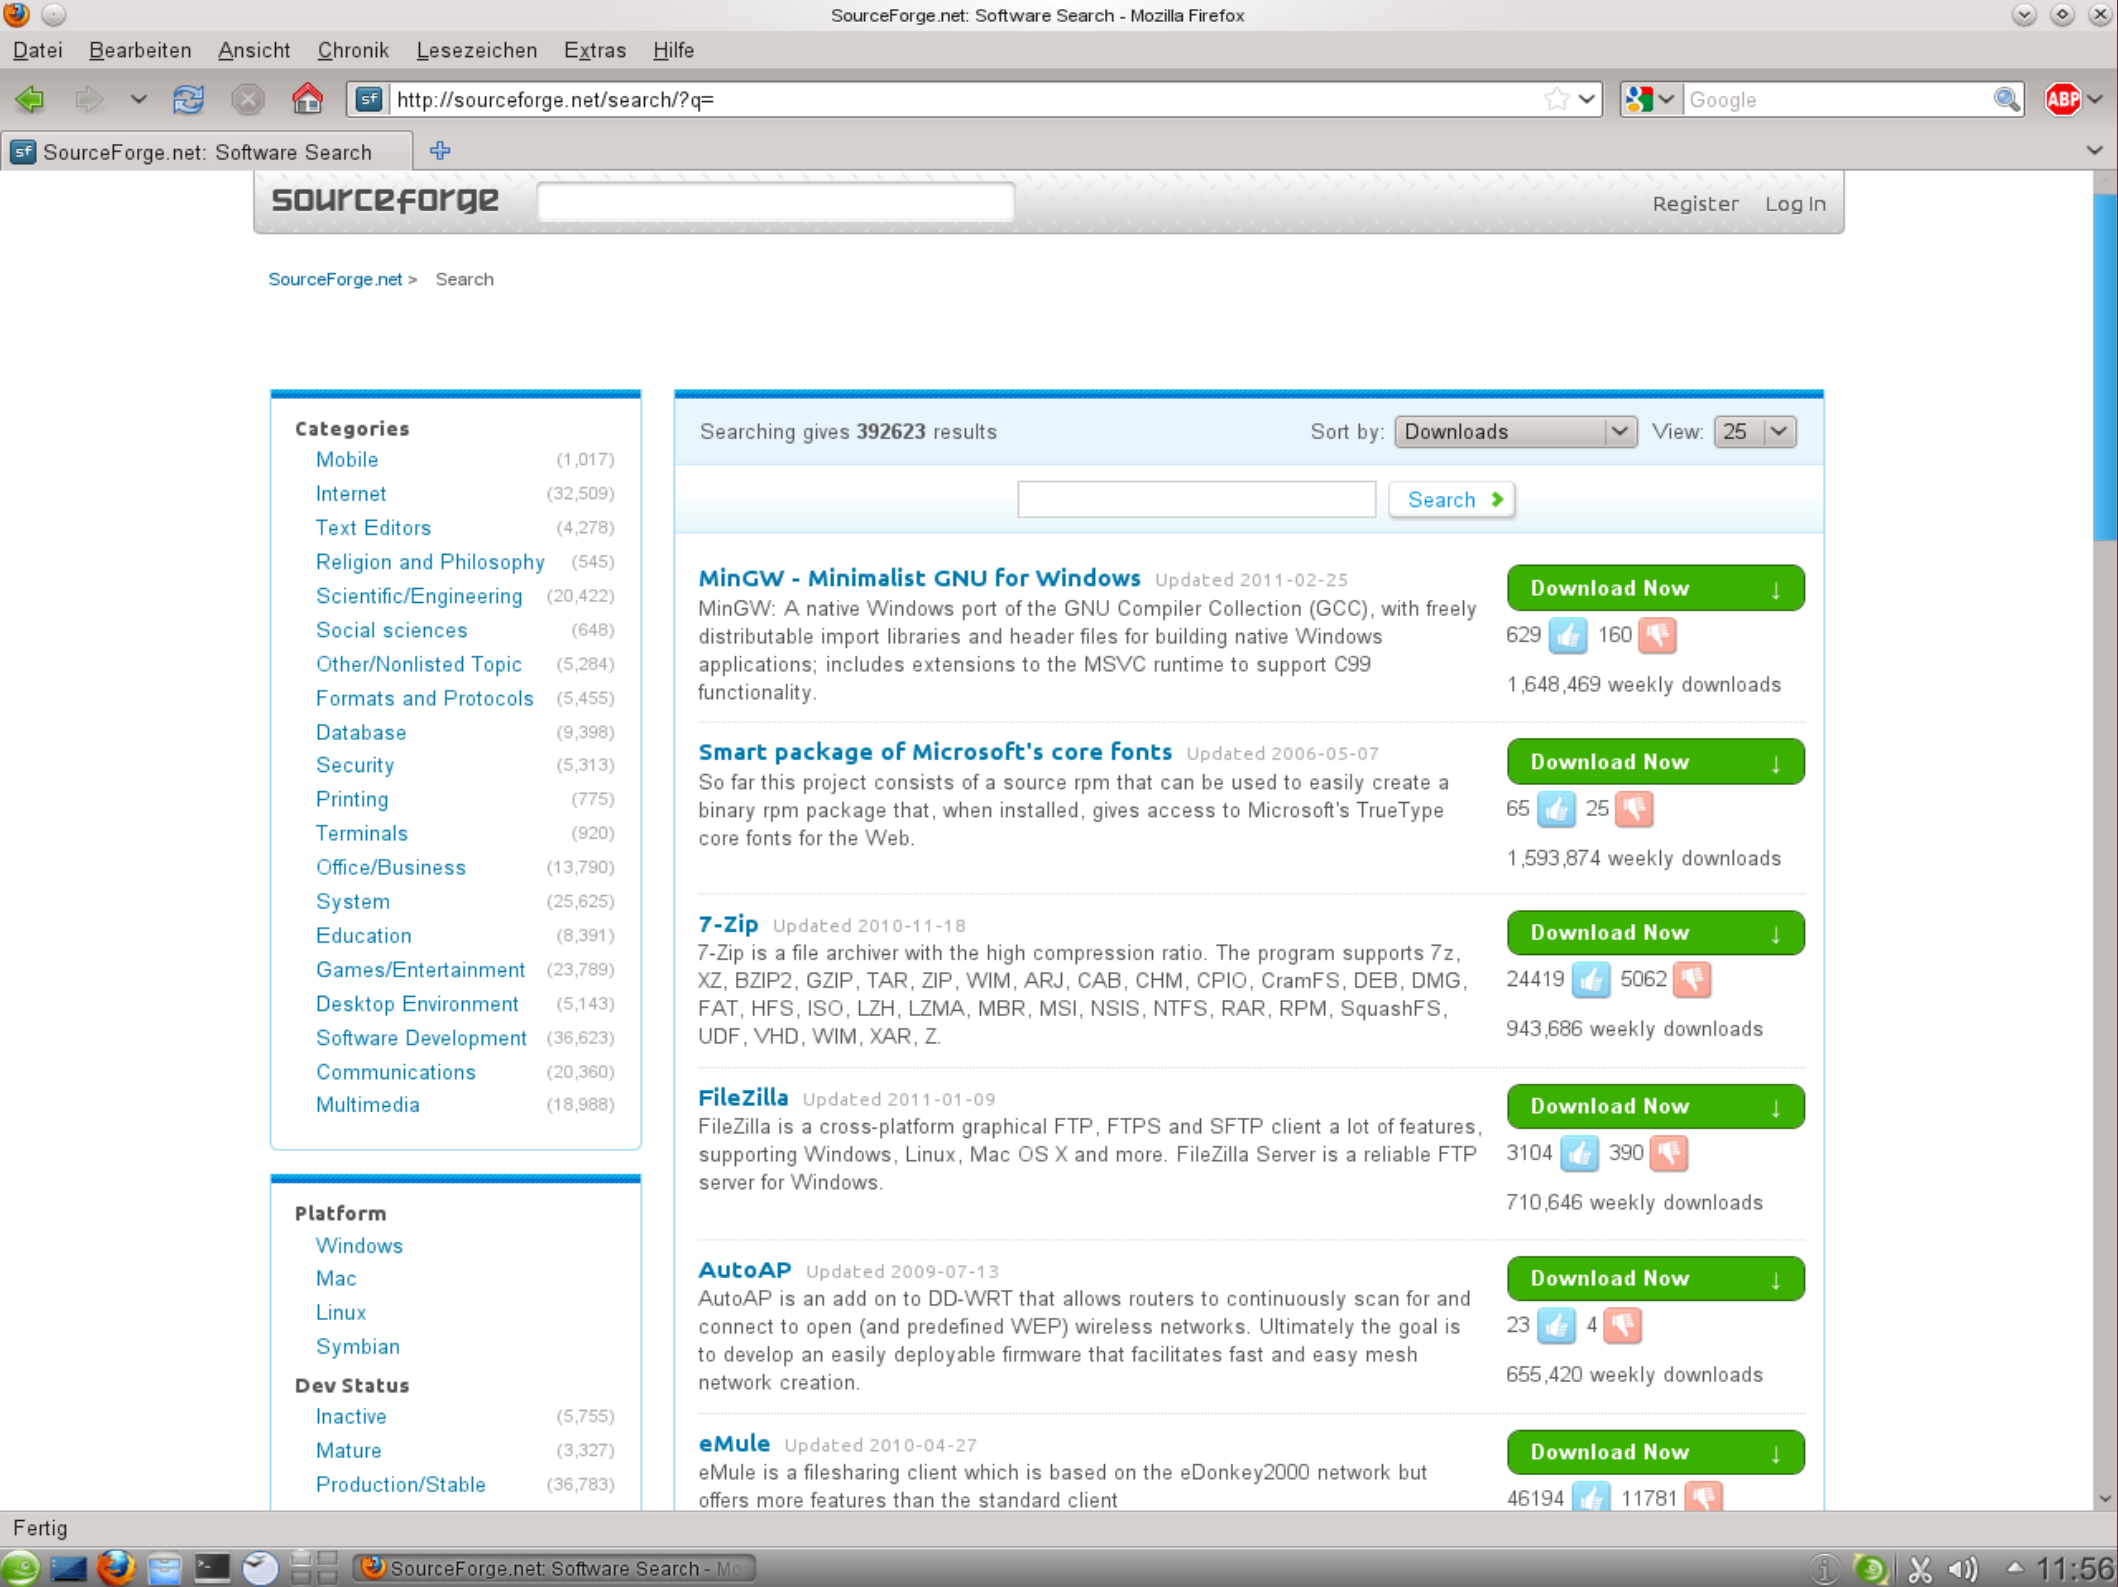 SourceForge.net: Software Search - Mozilla Firefox
Datei Bearbeiten Ansicht Chronik Lesezeichen Extras Hilfe
sf http://sourceforge.net/search/?q= Google ABP
sf SourceForge.net: Software Search
sourceforge Register Log In
SourceForge.net > Search
Categories
Mobile (1,017)
Internet (32,509)
Text Editors (4,278)
Religion and Philosophy (545)
Scientific/Engineering (20,422)
Social sciences (648)
Other/Nonlisted Topic (5,284)
Formats and Protocols (5,455)
Database (9,398)
Security (5,313)
Printing (775)
Terminals (920)
Office/Business (13,790)
System (25,625)
Education (8,391)
Games/Entertainment (23,789)
Desktop Environment (5,143)
Software Development (36,623)
Communications (20,360)
Multimedia (18,988)
Platform
Windows
Mac
Linux
Symbian
Dev Status
Inactive (5,755)
Mature (3,327)
Production/Stable (36,783)
Searching gives 392623 results Sort by: Downloads View: 25
Search
MinGW - Minimalist GNU for Windows Updated 2011-02-25
MinGW: A native Windows port of the GNU Compiler Collection (GCC), with freely
distributable import libraries and header files for building native Windows
applications; includes extensions to the MSVC runtime to support C99
functionality.
Download Now ↓
629 160
1,648,469 weekly downloads
Smart package of Microsoft's core fonts Updated 2006-05-07
So far this project consists of a source rpm that can be used to easily create a
binary rpm package that, when installed, gives access to Microsoft's TrueType
core fonts for the Web.
Download Now ↓
65 25
1,593,874 weekly downloads
7-Zip Updated 2010-11-18
7-Zip is a file archiver with the high compression ratio. The program supports 7z,
XZ, BZIP2, GZIP, TAR, ZIP, WIM, ARJ, CAB, CHM, CPIO, CramFS, DEB, DMG,
FAT, HFS, ISO, LZH, LZMA, MBR, MSI, NSIS, NTFS, RAR, RPM, SquashFS,
UDF, VHD, WIM, XAR, Z.
Download Now ↓
24419 5062
943,686 weekly downloads
FileZilla Updated 2011-01-09
FileZilla is a cross-platform graphical FTP, FTPS and SFTP client a lot of features,
supporting Windows, Linux, Mac OS X and more. FileZilla Server is a reliable FTP
server for Windows.
Download Now ↓
3104 390
710,646 weekly downloads
AutoAP Updated 2009-07-13
AutoAP is an add on to DD-WRT that allows routers to continuously scan for and
connect to open (and predefined WEP) wireless networks. Ultimately the goal is
to develop an easily deployable firmware that facilitates fast and easy mesh
network creation.
Download Now ↓
23 4
655,420 weekly downloads
eMule Updated 2010-04-27
eMule is a filesharing client which is based on the eDonkey2000 network but
offers more features than the standard client
Download Now ↓
46194 11781
Fertig
SourceForge.net: Software Search - Mo 11:56